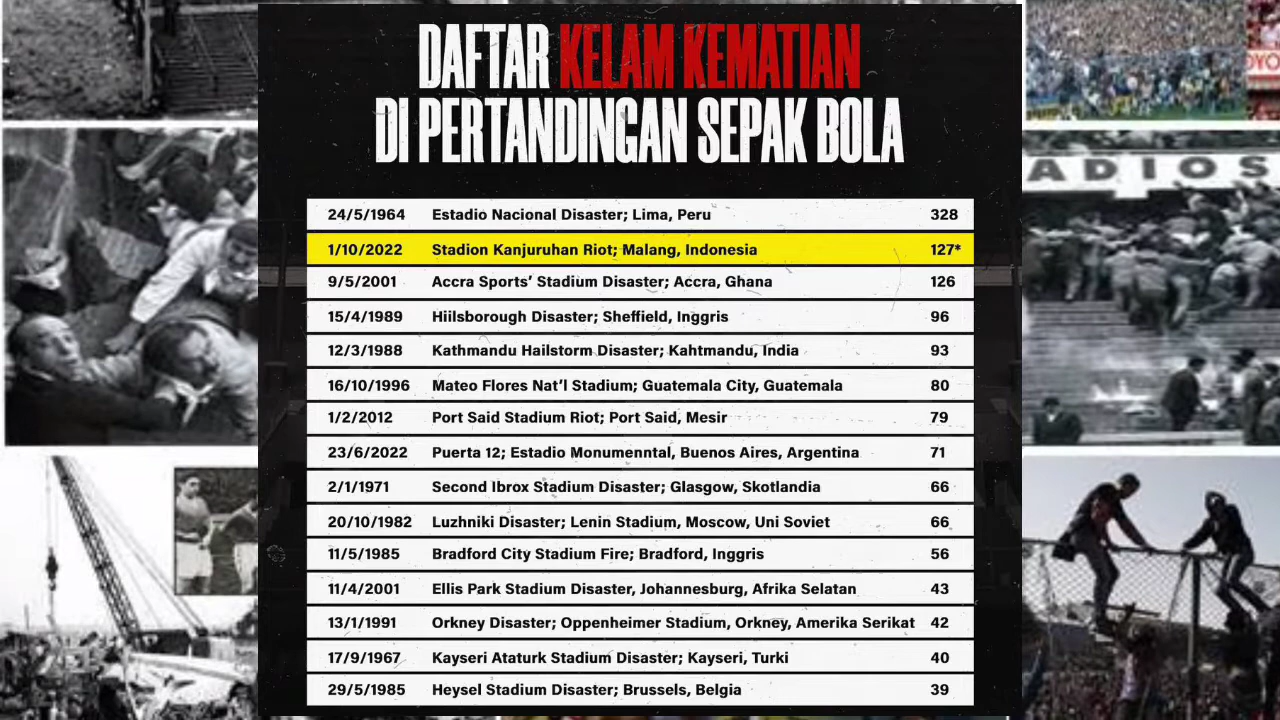 DAFTAR KELAM KEMATIAN
DI PERTANDINGAN SEPAK BOLA
24/5/1964 Estadio Nacional Disaster; Lima, Peru 328
1/10/2022 Stadion Kanjuruhan Riot; Malang, Indonesia 127*
9/5/2001 Accra Sports’ Stadium Disaster; Accra, Ghana 126
15/4/1989 Hiilsborough Disaster; Sheffield, Inggris 96
12/3/1988 Kathmandu Hailstorm Disaster; Kahtmandu, India 93
16/10/1996 Mateo Flores Nat’l Stadium; Guatemala City, Guatemala 80
1/2/2012 Port Said Stadium Riot; Port Said, Mesir 79
23/6/2022 Puerta 12; Estadio Monumenntal, Buenos Aires, Argentina 71
2/1/1971 Second Ibrox Stadium Disaster; Glasgow, Skotlandia 66
20/10/1982 Luzhniki Disaster; Lenin Stadium, Moscow, Uni Soviet 66
11/5/1985 Bradford City Stadium Fire; Bradford, Inggris 56
11/4/2001 Ellis Park Stadium Disaster, Johannesburg, Afrika Selatan 43
13/1/1991 Orkney Disaster; Oppenheimer Stadium, Orkney, Amerika Serikat 42
17/9/1967 Kayseri Ataturk Stadium Disaster; Kayseri, Turki 40
29/5/1985 Heysel Stadium Disaster; Brussels, Belgia 39
ADIOS